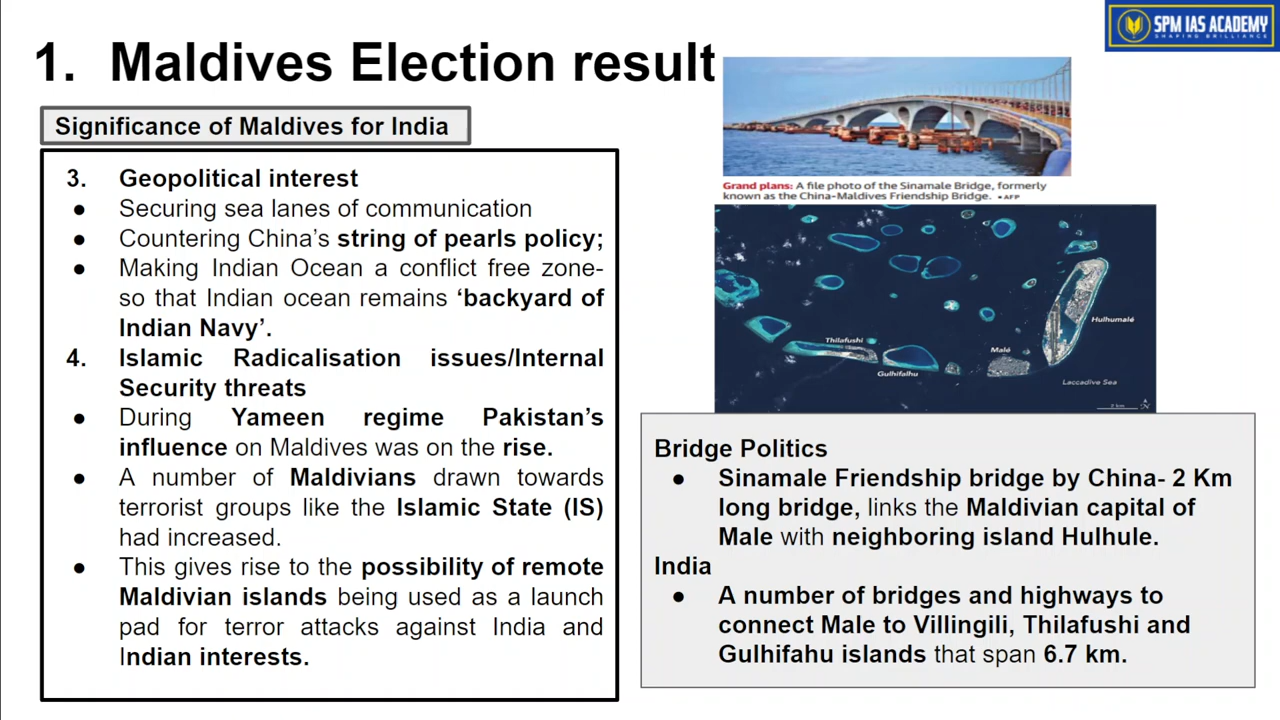 SPM IAS ACADEMY
SHAPING BRILLIANCE
1. Maldives Election result
Significance of Maldives for India
3. Geopolitical interest
● Securing sea lanes of communication
● Countering China's string of pearls policy;
● Making Indian Ocean a conflict free zone-
so that Indian ocean remains 'backyard of
Indian Navy'.
4. Islamic Radicalisation issues/Internal
Security threats
● During Yameen regime Pakistan's
influence on Maldives was on the rise.
● A number of Maldivians drawn towards
terrorist groups like the Islamic State (IS)
had increased.
● This gives rise to the possibility of remote
Maldivian islands being used as a launch
pad for terror attacks against India and
Indian interests.
Grand plans: A file photo of the Sinamale Bridge, formerly
known as the China-Maldives Friendship Bridge. • AFP
Hulhumalé
Thilafushi
Malé
Gulhifalhu
Laccadive Sea
2 km
N
Bridge Politics
● Sinamale Friendship bridge by China- 2 Km
long bridge, links the Maldivian capital of
Male with neighboring island Hulhule.
India
● A number of bridges and highways to
connect Male to Villingili, Thilafushi and
Gulhifahu islands that span 6.7 km.